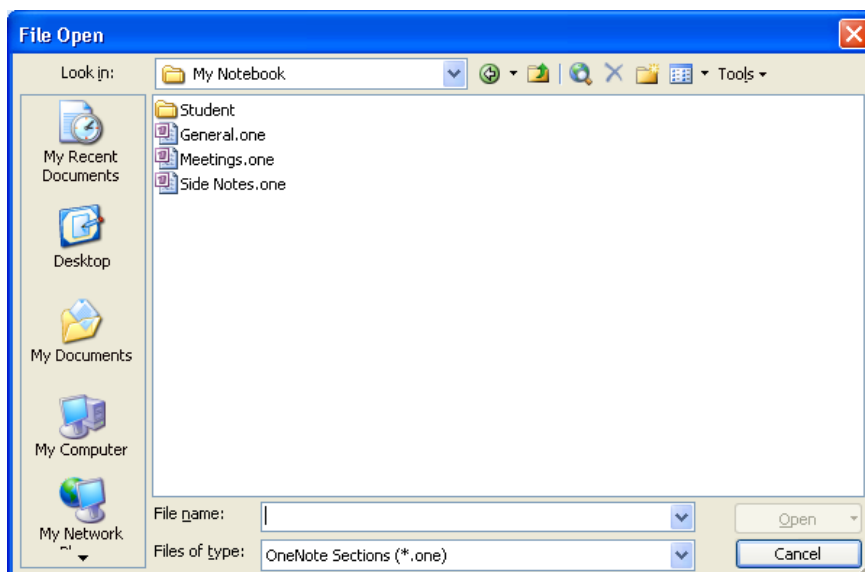 File Open
Look in:
My Notebook
Tools
My Recent
Documents
Desktop
My Documents
My Computer
My Network
Student
General.one
Meetings.one
Side Notes.one
File name:
Open
Files of type:
OneNote Sections (*.one)
Cancel